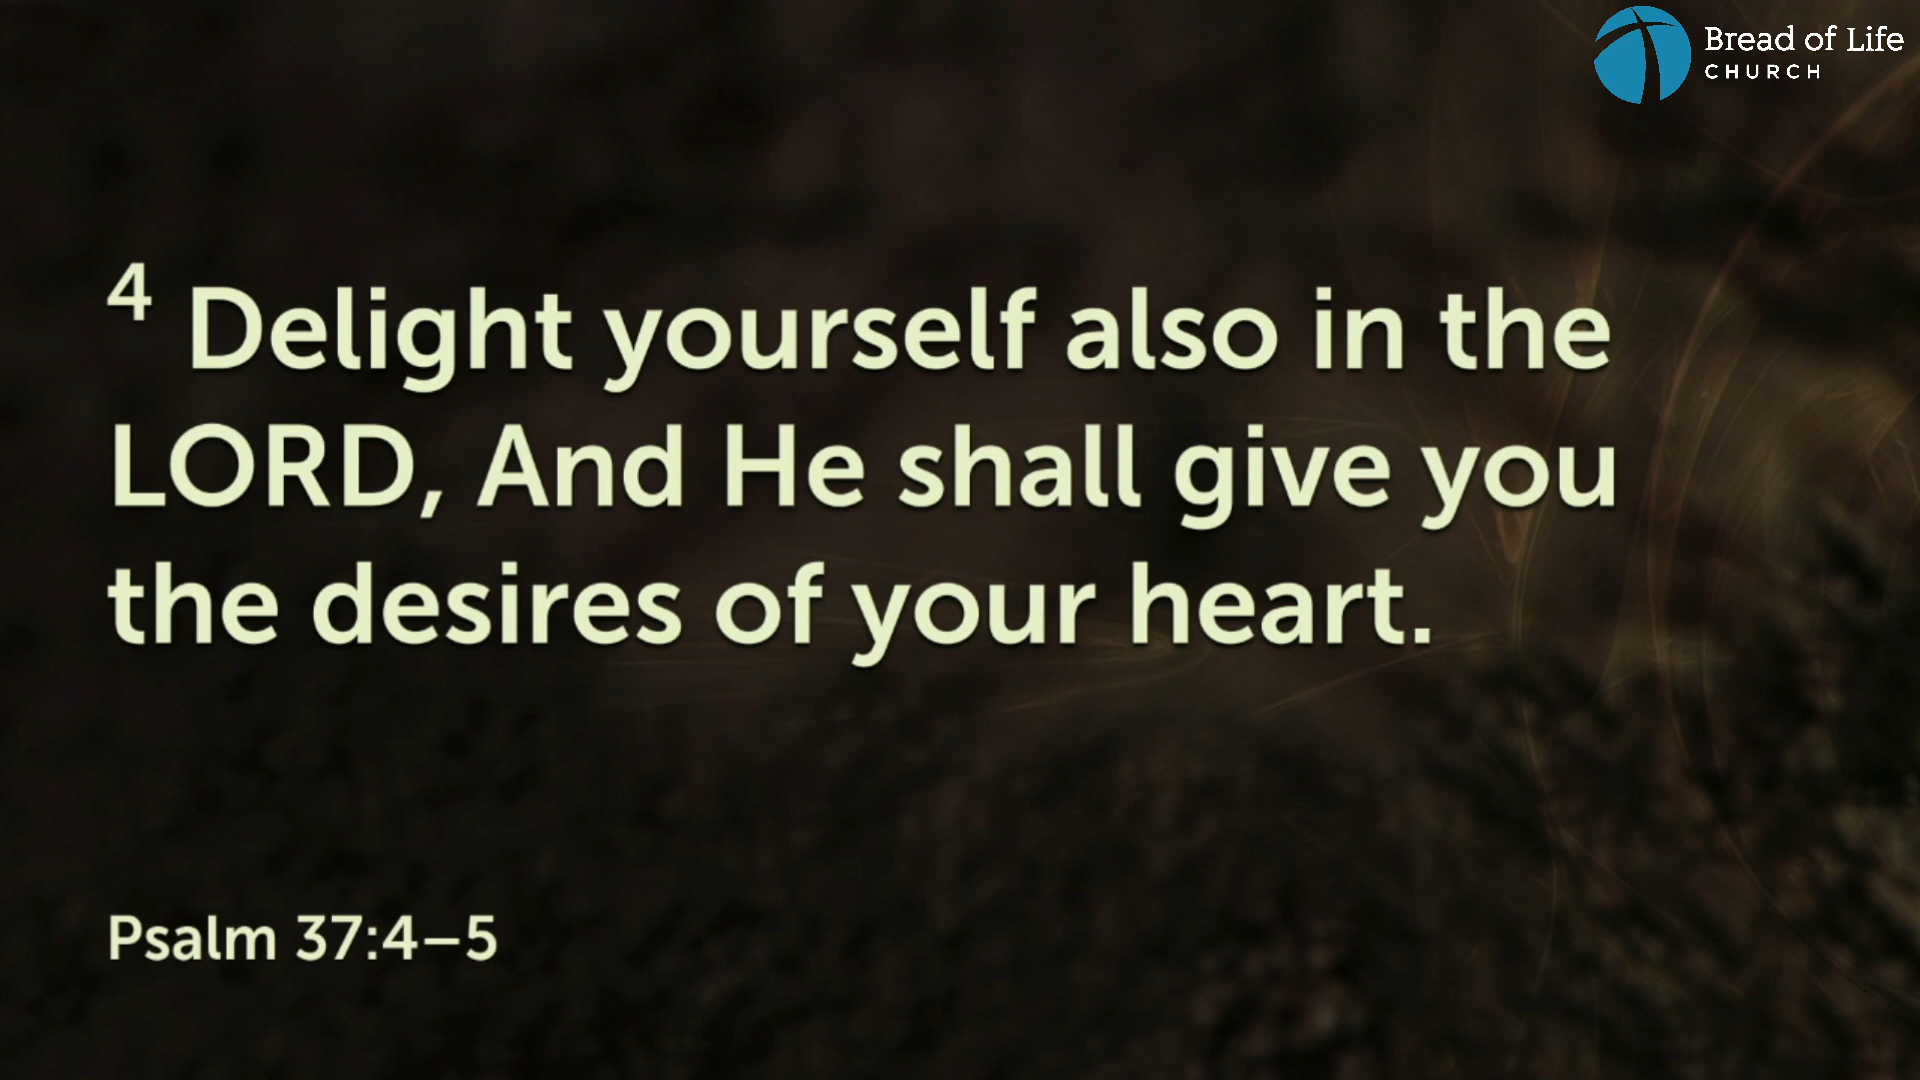 Bread of Life
CHURCH
4 Delight yourself also in the
LORD, And He shall give you
the desires of your heart.
Psalm 37:4–5